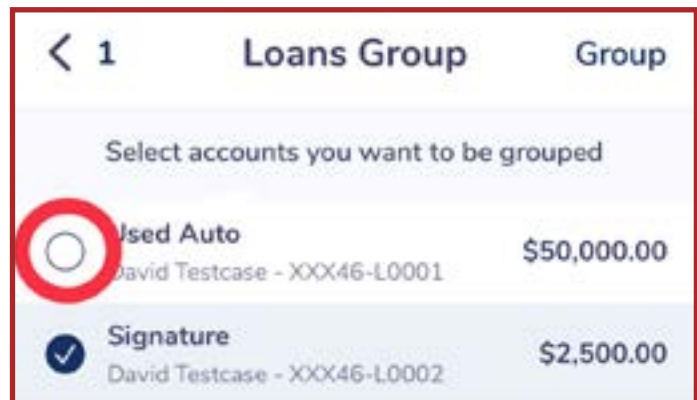 1 Loans Group Group
Select accounts you want to be grouped
Used Auto $50,000.00
David Testcase - XXX46-L0001
Signature $2,500.00
David Testcase - XXX46-L0002